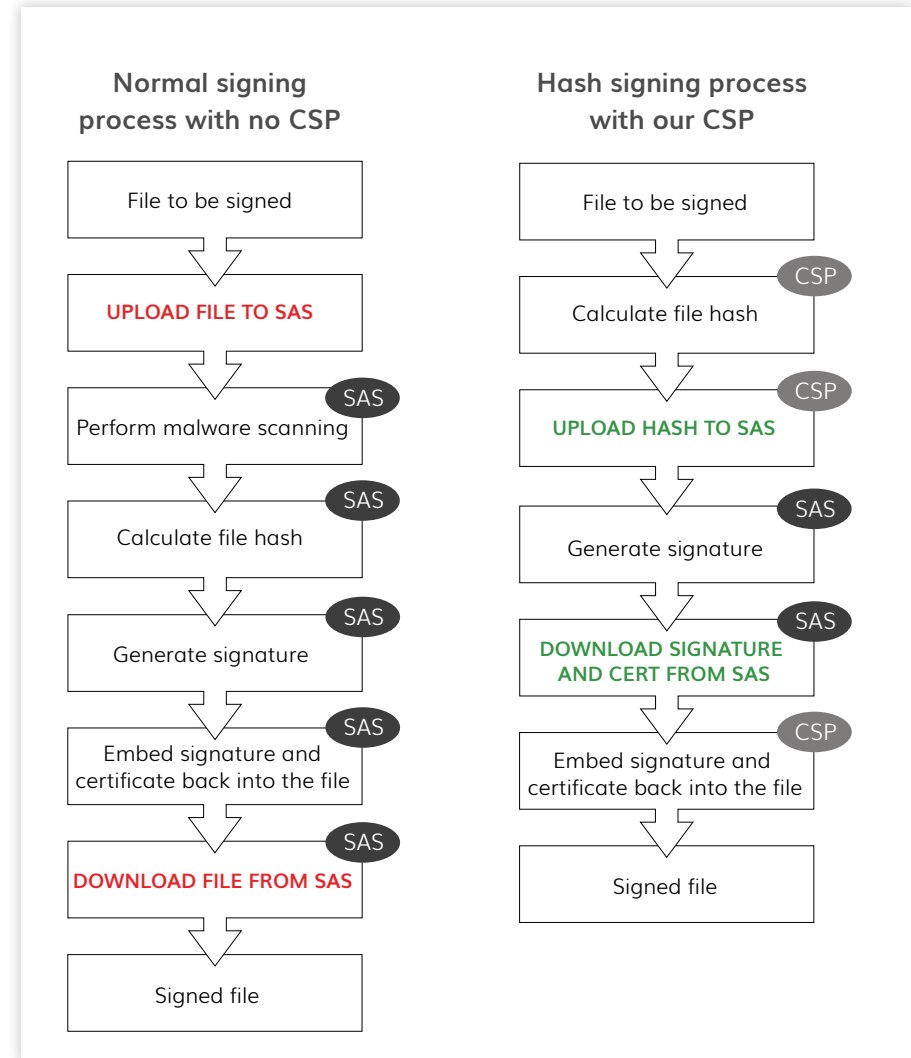 Normal signing
process with no CSP
File to be signed
UPLOAD FILE TO SAS
SAS
Perform malware scanning
SAS
Calculate file hash
SAS
Generate signature
SAS
Embed signature and
certificate back into the file
SAS
DOWNLOAD FILE FROM SAS
Signed file
Hash signing process
with our CSP
File to be signed
CSP
Calculate file hash
CSP
UPLOAD HASH TO SAS
SAS
Generate signature
SAS
DOWNLOAD SIGNATURE
AND CERT FROM SAS
CSP
Embed signature and
certificate back into the file
Signed file